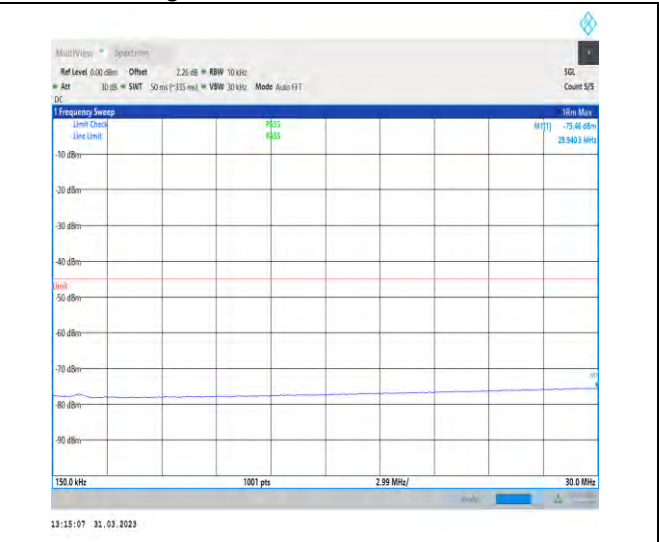 MultiView Spectrum
Ref Level 0.00 dBm Offset 2.26 dB RBW 10 kHz SGL
Att 30 dB SWT 50 ms (~335 ms) VBW 30 kHz Mode Auto FFT Count 5/5
DC
1 Frequency Sweep 1Rm Max
Limit Check PASS M1[1] -75.46 dBm
Line Limit PASS 29.9403 MHz
-10 dBm
-20 dBm
-30 dBm
-40 dBm
Limit
-50 dBm
-60 dBm
-70 dBm
M1
-80 dBm
-90 dBm
150.0 kHz 1001 pts 2.99 MHz/ 30.0 MHz
13:15:07 31.03.2023